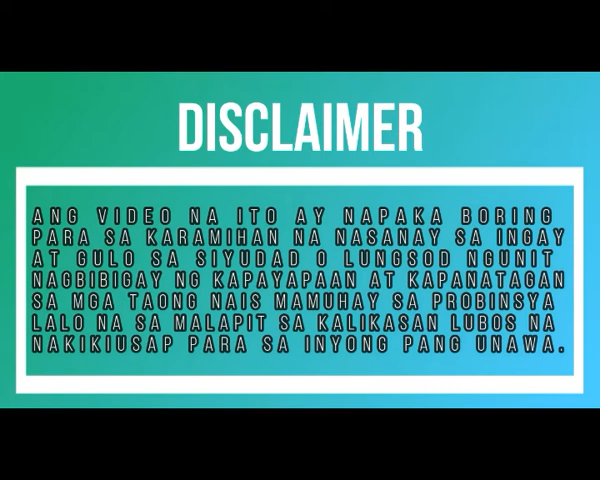 DISCLAIMER
ANG VIDEO NA ITO AY NAPAKA BORING
PARA SA KARAMIHAN NA NASANAY SA INGAY
AT GULO SA SIYUDAD O LUNGSOD NGUNIT
NAGBIBIGAY NG KAPAYAPAAN AT KAPANATAGAN
SA MGA TAONG NAIS MAMUHAY SA PROBINSYA
LALO NA SA MALAPIT SA KALIKASAN LUBOS NA
NAKIKIUSAP PARA SA INYONG PANG UNAWA.